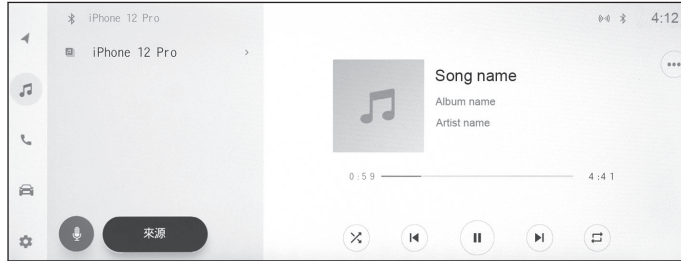 iPhone 12 Pro
4:12
iPhone 12 Pro
Song name
Album name
Artist name
0:59
4:41
來源